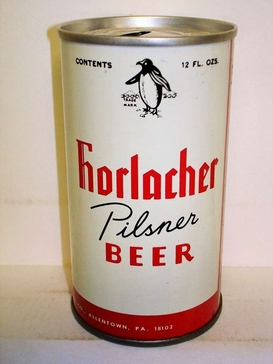 CONTENTS 12 FL. OZS.
TRADE
MARK
Horlacher
Pilsner
BEER
ALLENTOWN, PA. 18102